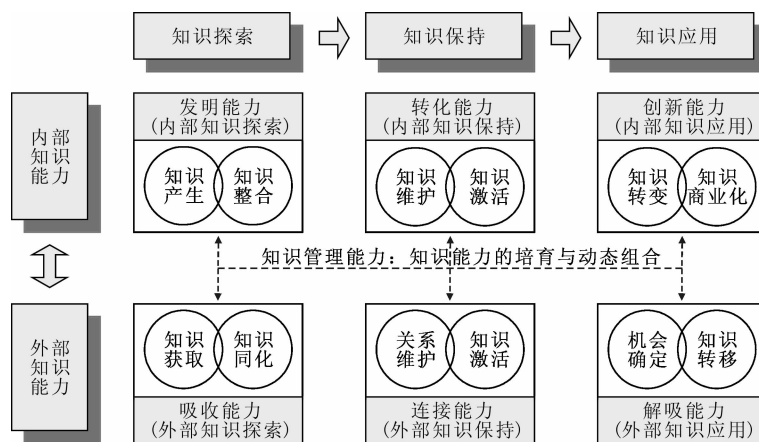 知识探索
知识保持
知识应用
内部
知识
能力
发明能力
(内部知识探索)
知识
产生
知识
整合
转化能力
(内部知识保持)
知识
维护
知识
激活
创新能力
(内部知识应用)
知识
转变
知识
商业化
知识管理能力：知识能力的培育与动态组合
外部
知识
能力
知识
获取
知识
同化
吸收能力
(外部知识探索)
关系
维护
知识
激活
连接能力
(外部知识保持)
机会
确定
知识
转移
解吸能力
(外部知识应用)